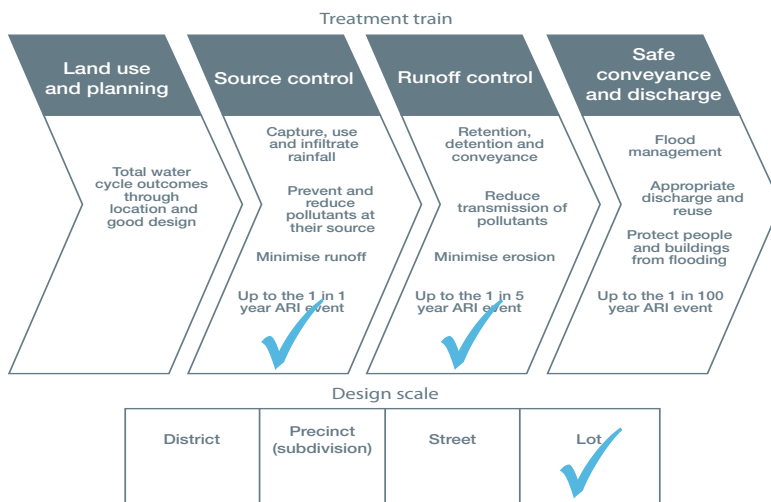 Treatment train
Land use
and planning
Total water
cycle outcomes
through
location and
good design
Source control
Capture, use
and infiltrate
rainfall
Prevent and
reduce
pollutants at
their source
Minimise runoff
Up to the 1 in 1
year ARI event
Runoff control
Retention,
detention and
conveyance
Reduce
transmission of
pollutants
Minimise erosion
Up to the 1 in 5
year ARI event
Safe
conveyance
and discharge
Flood
management
Appropriate
discharge and
reuse
Protect people
and buildings
from flooding
Up to the 1 in 100
year ARI event
Design scale
District
Precinct
(subdivision)
Street
Lot